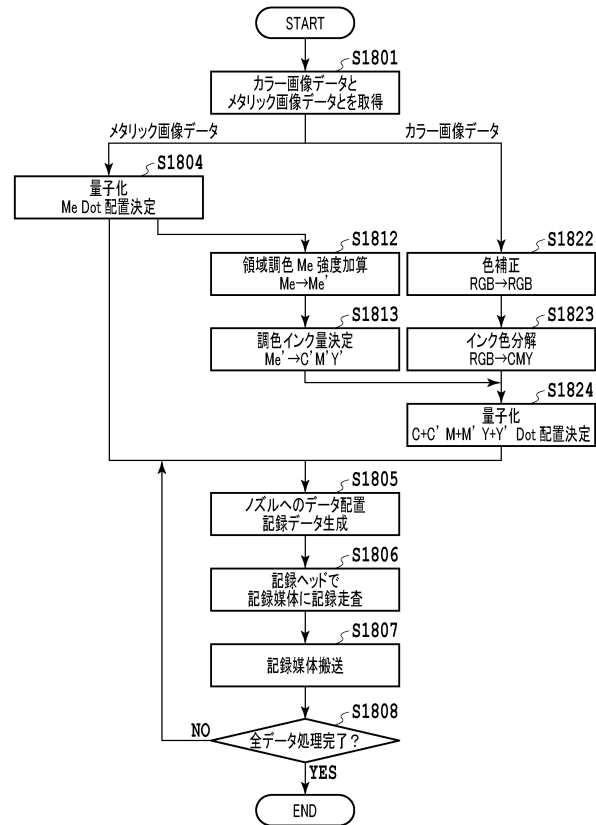 START
S1801
カラー画像データと
メタリック画像データとを取得
メタリック画像データ
カラー画像データ
S1804
量子化
Me Dot 配置決定
S1812
領域調色 Me 強度加算
Me→Me'
S1822
色補正
RGB→RGB
S1813
調色インク量決定
Me'→C'M'Y'
S1823
インク色分解
RGB→CMY
S1824
量子化
C+C' M+M' Y+Y' Dot 配置決定
S1805
ノズルへのデータ配置
記録データ生成
S1806
記録ヘッドで
記録媒体に記録走査
S1807
記録媒体搬送
S1808
NO
全データ処理完了？
YES
END